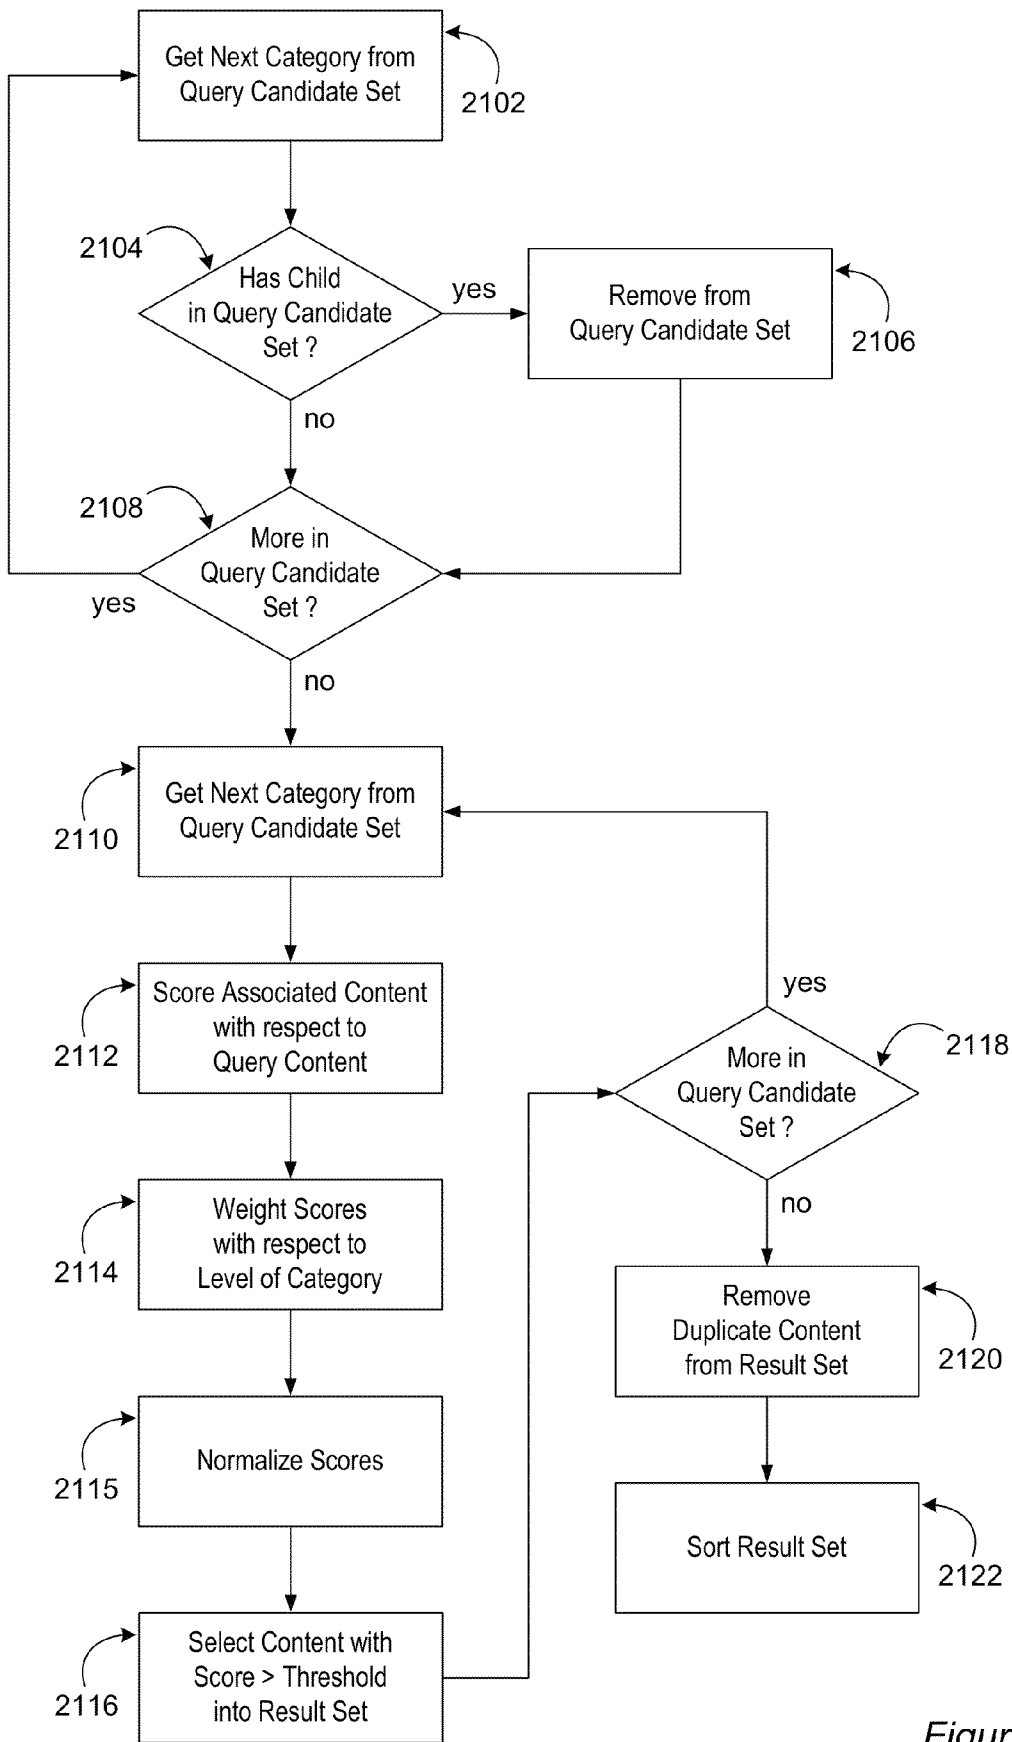 Get Next Category from
Query Candidate Set
2102
2104
Has Child
in Query Candidate
Set ?
yes
Remove from
Query Candidate Set
2106
no
2108
More in
Query Candidate
Set ?
yes
no
Get Next Category from
Query Candidate Set
2110
Score Associated Content
with respect to
Query Content
2112
Weight Scores
with respect to
Level of Category
2114
Normalize Scores
2115
Select Content with
Score > Threshold
into Result Set
2116
yes
More in
Query Candidate
Set ?
2118
no
Remove
Duplicate Content
from Result Set
2120
Sort Result Set
2122